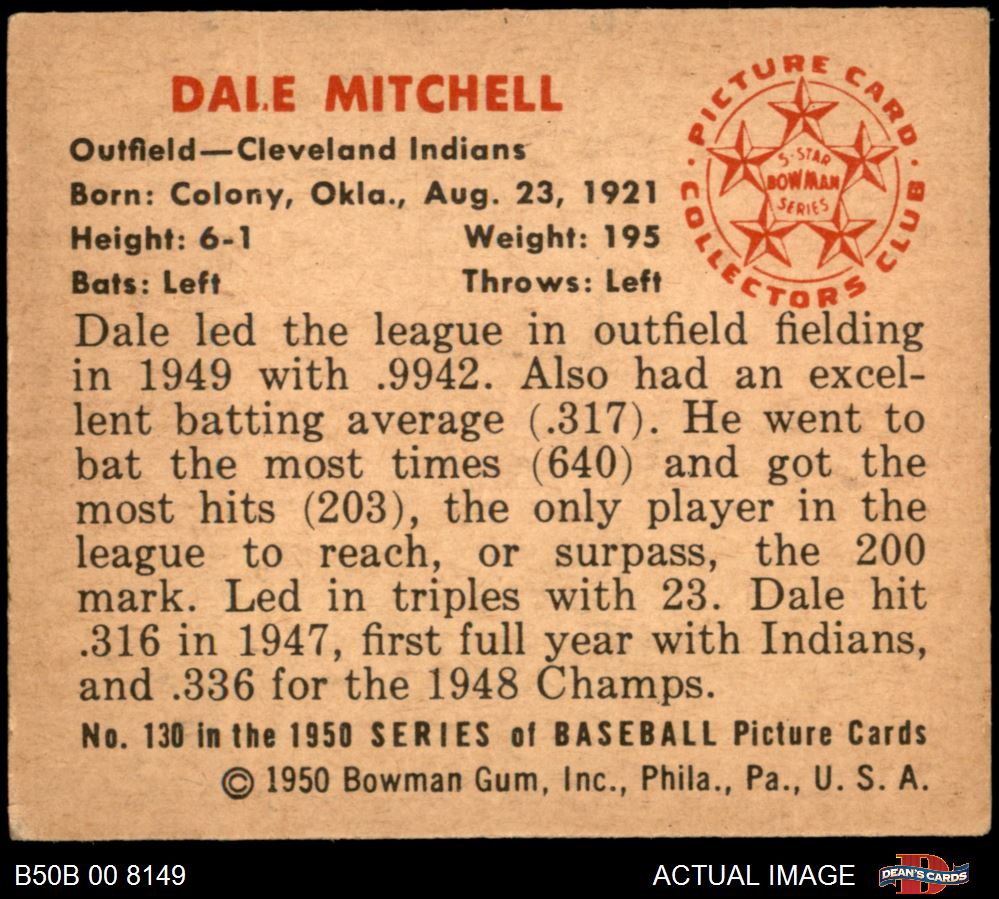 DALE MITCHELL
Outfield—Cleveland Indians
Born: Colony, Okla., Aug. 23, 1921
Height: 6-1 Weight: 195
Bats: Left Throws: Left
PICTURE CARD
COLLECTORS CLUB
5-STAR
BOWMAN
SERIES
Dale led the league in outfield fielding
in 1949 with .9942. Also had an excel-
lent batting average (.317). He went to
bat the most times (640) and got the
most hits (203), the only player in the
league to reach, or surpass, the 200
mark. Led in triples with 23. Dale hit
.316 in 1947, first full year with Indians,
and .336 for the 1948 Champs.
No. 130 in the 1950 SERIES of BASEBALL Picture Cards
© 1950 Bowman Gum, Inc., Phila., Pa., U. S. A.
B50B 00 8149 ACTUAL IMAGE DEAN'S CARDS